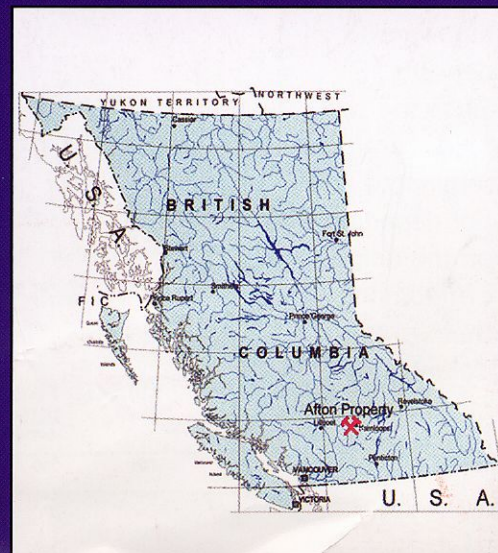 YUKON TERRITORY
NORTHWEST
Cassiar
U. S. A.
BRITISH
Fort St. John
Stewart
Smithers
FIC
Prince Rupert
Prince George
COLUMBIA
Revelstoke
Afton Property
Lillooet
Kamloops
Penticton
VANCOUVER
VICTORIA
U. S. A.